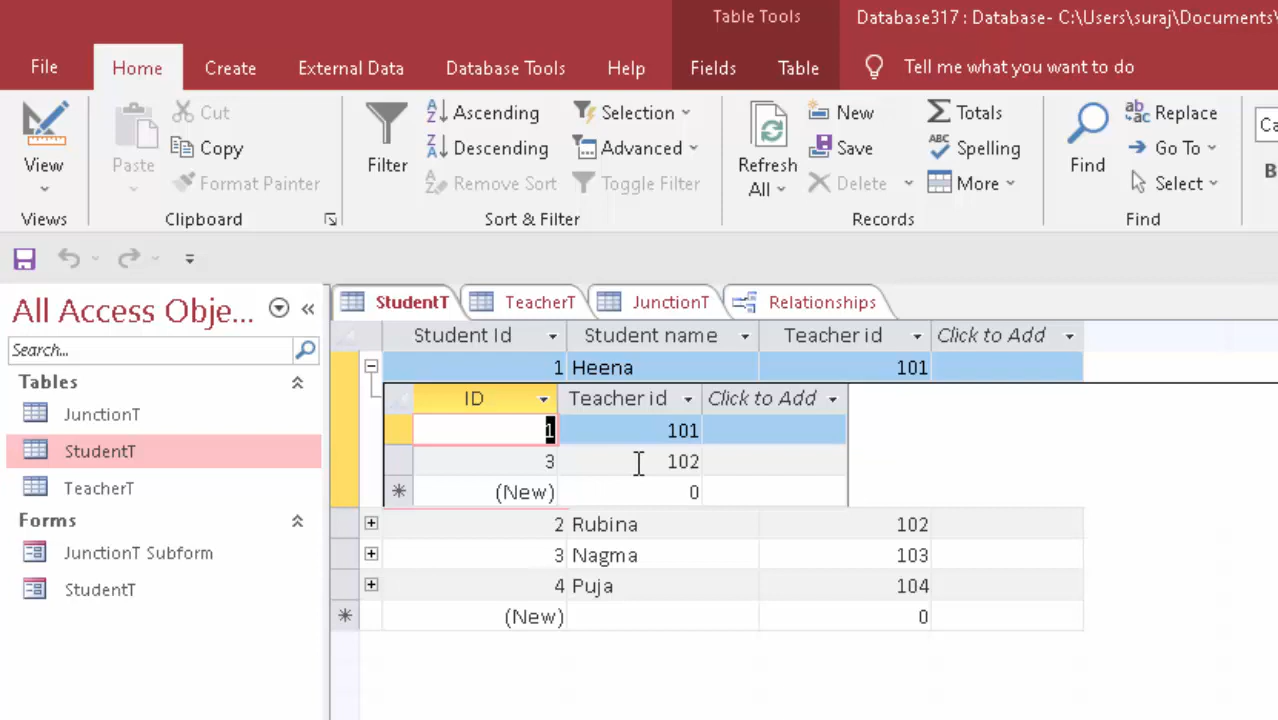 Table Tools
Database317 : Database- C:\Users\suraj\Documents\
File Home Create External Data Database Tools Help Fields Table Tell me what you want to do
View
Views
Paste
Cut
Copy
Format Painter
Clipboard
Filter
Ascending
Descending
Remove Sort
Selection
Advanced
Toggle Filter
Sort & Filter
Refresh
All
New
Save
Delete
Totals
Spelling
More
Records
Find
Replace
Go To
Select
Find
Ca
B
All Access Obje...
Search...
Tables
JunctionT
StudentT
TeacherT
Forms
JunctionT Subform
StudentT
StudentT TeacherT JunctionT Relationships
Student Id Student name Teacher id Click to Add
1 Heena 101
ID Teacher id Click to Add
1 101
3 102
(New) 0
2 Rubina 102
3 Nagma 103
4 Puja 104
(New) 0